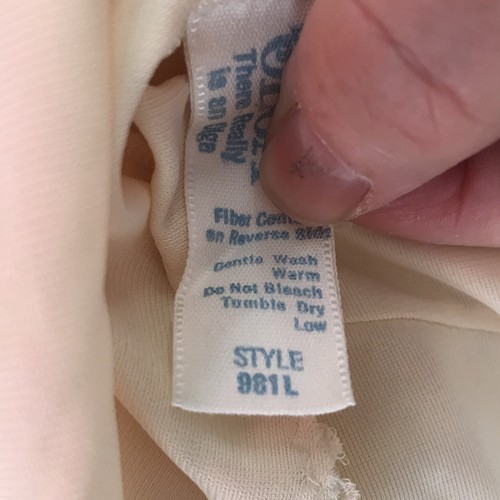 There Really
is an Ilga
Fiber
on Reverse Side
Gentle Wash
Warm
Do Not Bleach
Tumble Dry
Low
STYLE
981L